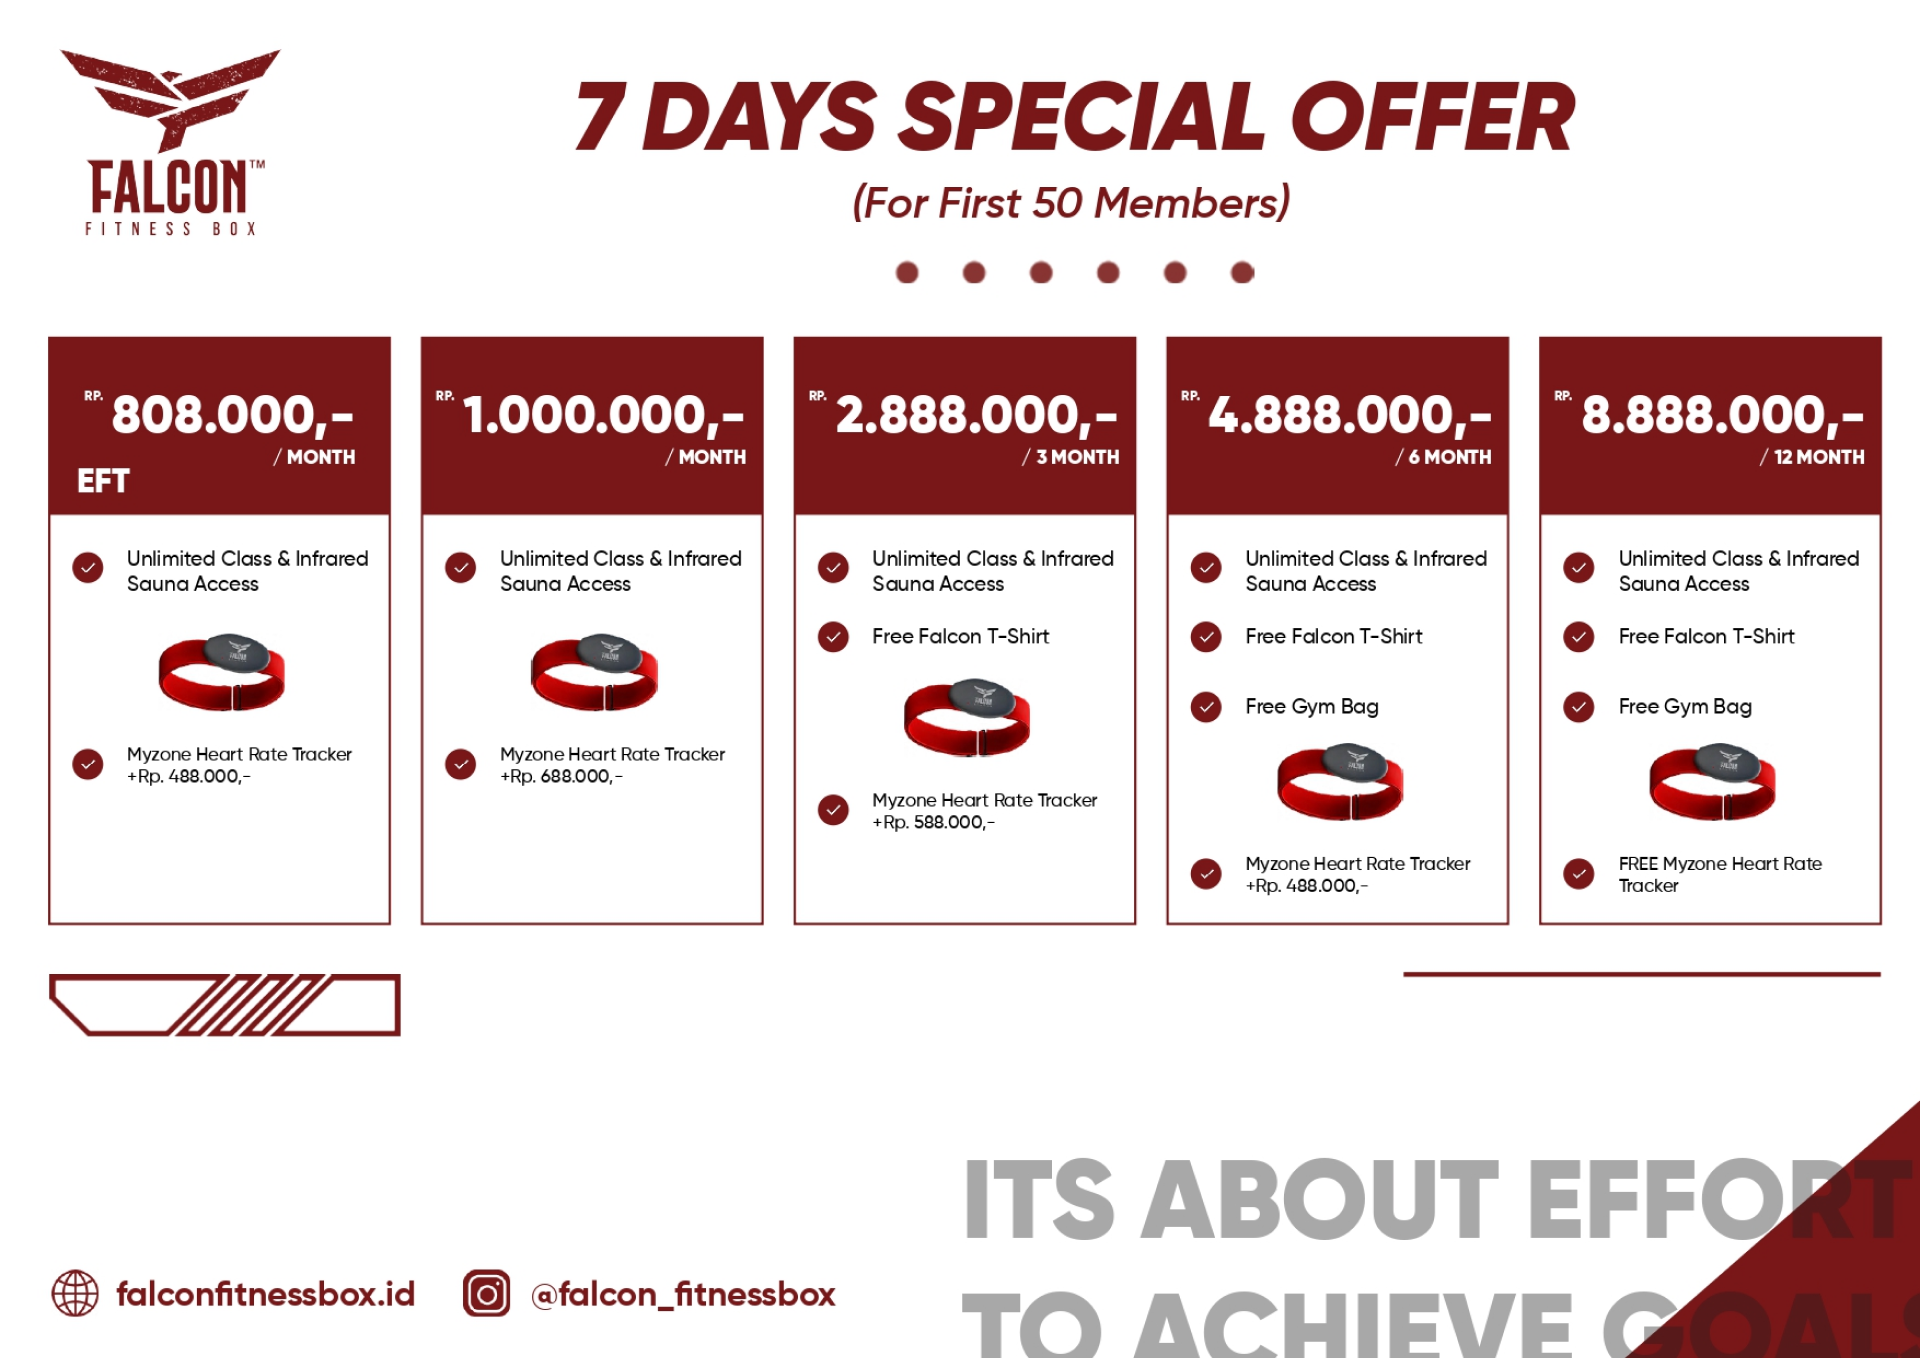 FALCON™
FITNESS BOX
7 DAYS SPECIAL OFFER
(For First 50 Members)
RP. 808.000,-
/ MONTH
EFT
Unlimited Class & Infrared
Sauna Access
Myzone Heart Rate Tracker
+Rp. 488.000,-
RP. 1.000.000,-
/ MONTH
Unlimited Class & Infrared
Sauna Access
Myzone Heart Rate Tracker
+Rp. 688.000,-
RP. 2.888.000,-
/ 3 MONTH
Unlimited Class & Infrared
Sauna Access
Free Falcon T-Shirt
Myzone Heart Rate Tracker
+Rp. 588.000,-
RP. 4.888.000,-
/ 6 MONTH
Unlimited Class & Infrared
Sauna Access
Free Falcon T-Shirt
Free Gym Bag
Myzone Heart Rate Tracker
+Rp. 488.000,-
RP. 8.888.000,-
/ 12 MONTH
Unlimited Class & Infrared
Sauna Access
Free Falcon T-Shirt
Free Gym Bag
FREE Myzone Heart Rate
Tracker
ITS ABOUT EFFORT
TO ACHIEVE GOALS
falconfitnessbox.id
@falcon_fitnessbox